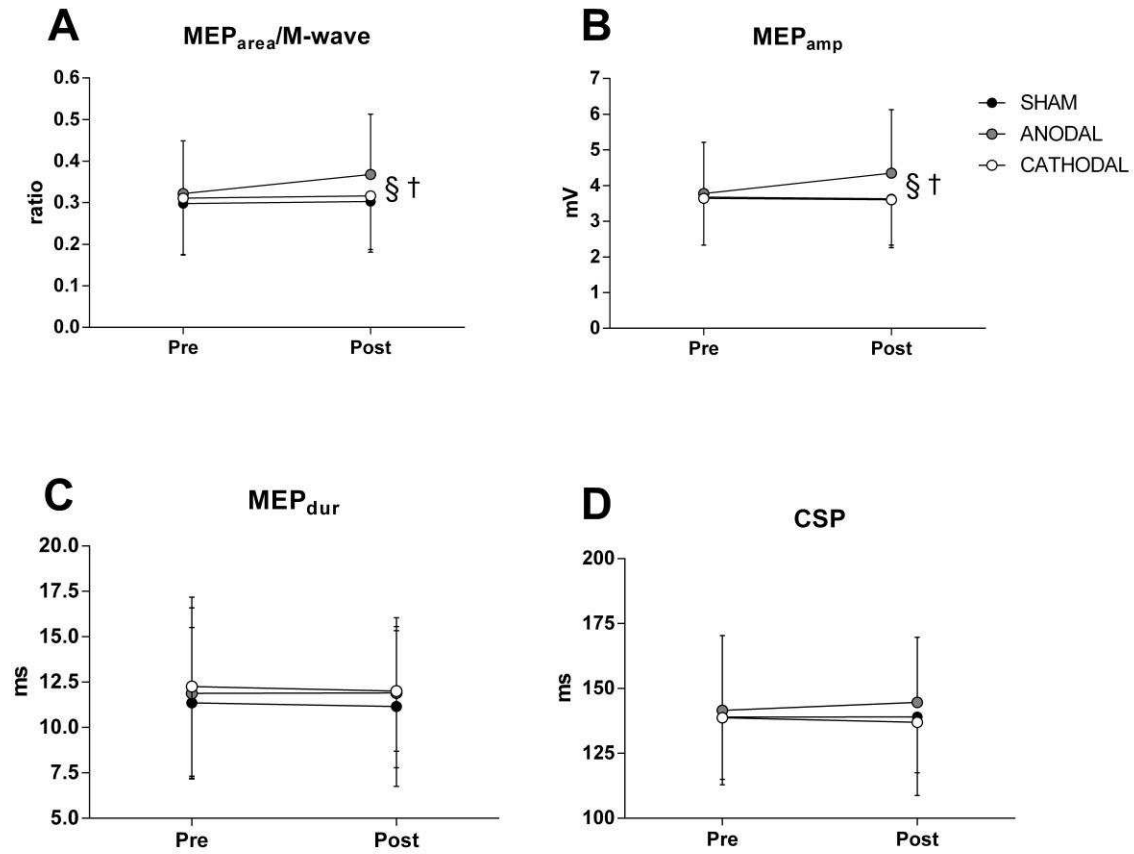 A
MEParea/M-wave
ratio
0.6
0.5
0.4
0.3
0.2
0.1
0.0
§ †
Pre Post
B
MEPamp
mV
7
6
5
4
3
2
1
0
§ †
Pre Post
SHAM
ANODAL
CATHODAL
C
MEPdur
ms
20.0
17.5
15.0
12.5
10.0
7.5
5.0
Pre Post
D
CSP
ms
200
175
150
125
100
Pre Post